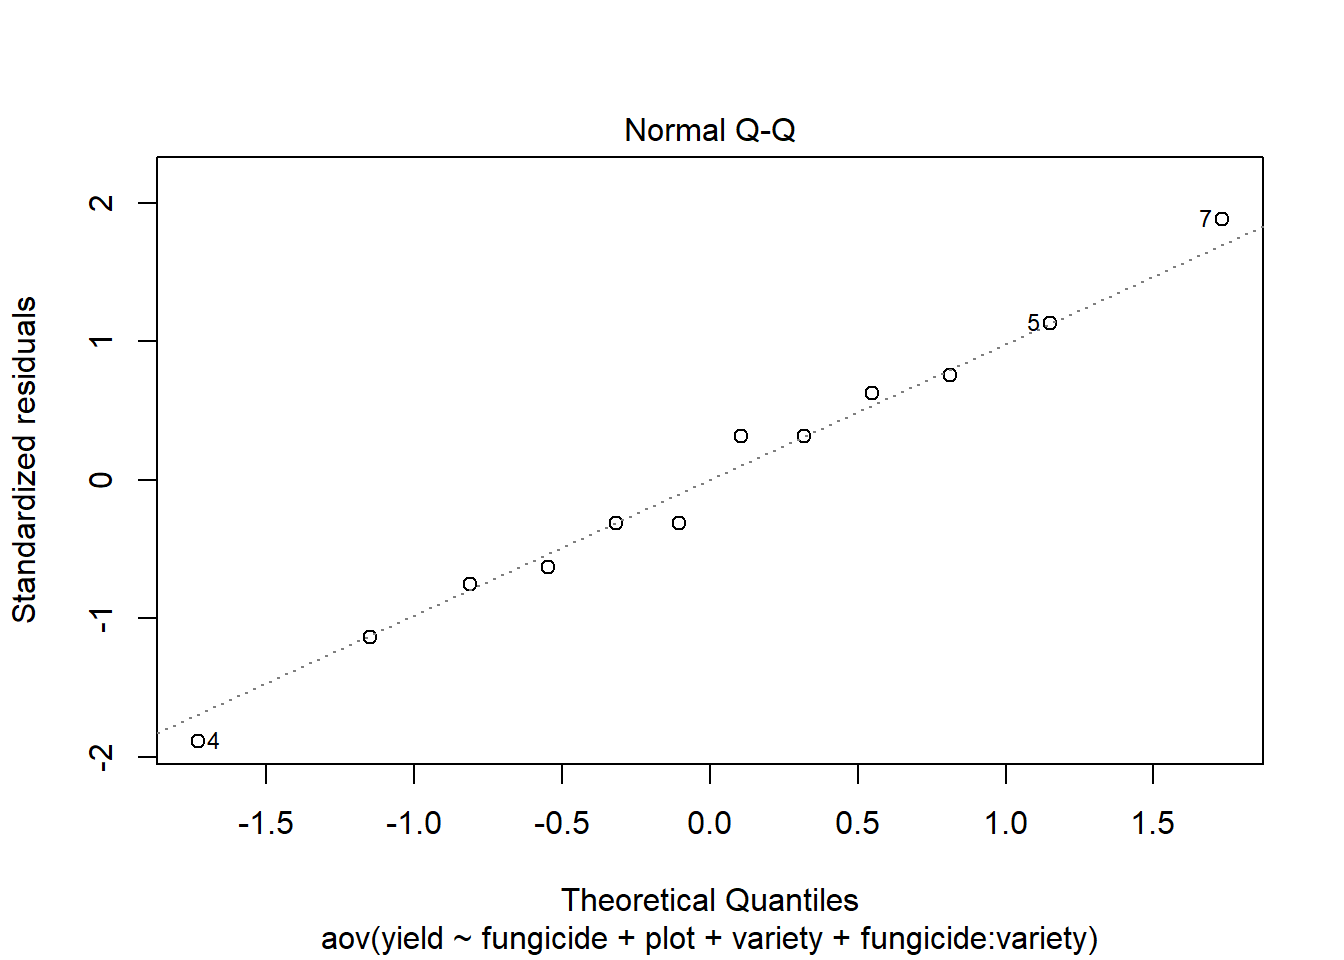 Normal Q-Q
Standardized residuals
2
1
0
-1
-2
7
5
4
-1.5 -1.0 -0.5 0.0 0.5 1.0 1.5
Theoretical Quantiles
aov(yield ~ fungicide + plot + variety + fungicide:variety)